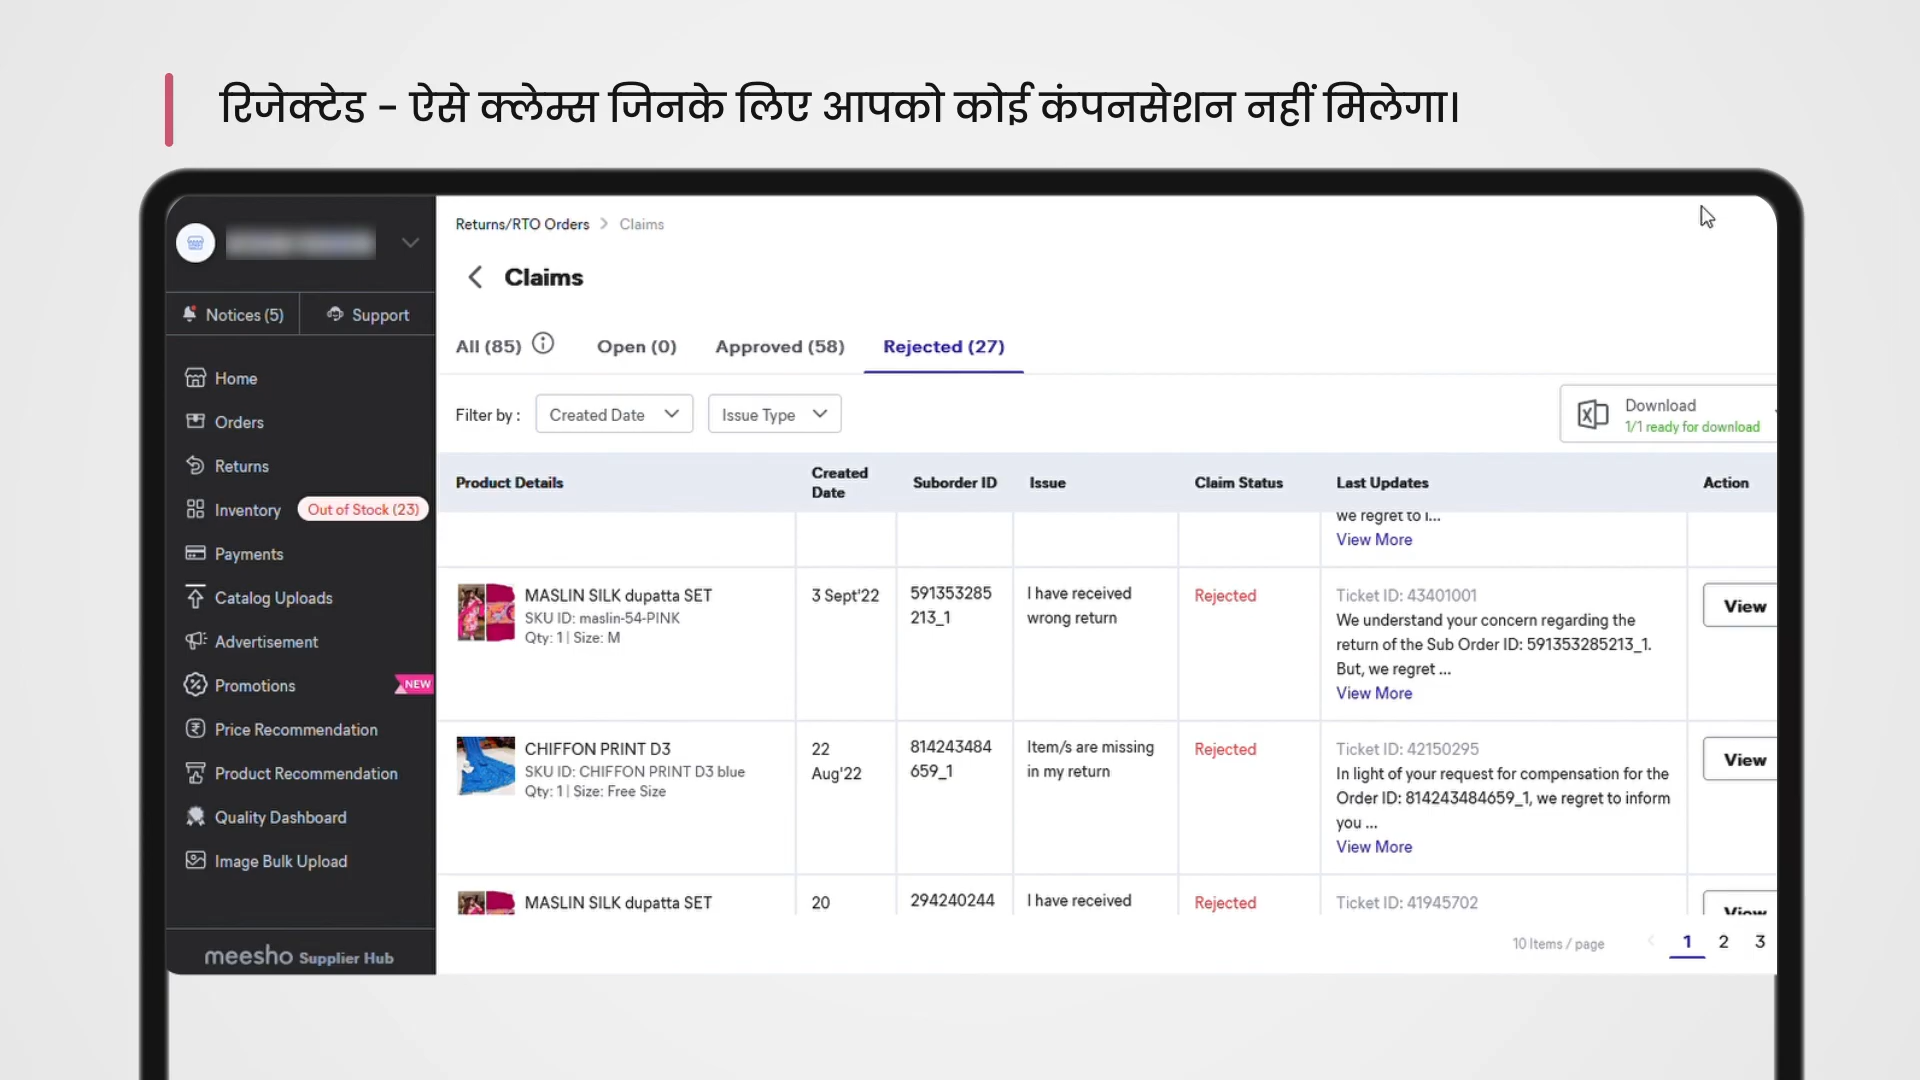 रिजेक्टेड - ऐसे क्लेम्स जिनके लिए आपको कोई कंपनसेशन नहीं मिलेगा।
Returns/RTO Orders > Claims
Claims
Notices (5)
Support
All (85)
Open (0)
Approved (58)
Rejected (27)
Home
Orders
Returns
Inventory
Out of Stock (23)
Payments
Catalog Uploads
Advertisement
Promotions
NEW
Price Recommendation
Product Recommendation
Quality Dashboard
Image Bulk Upload
meesho Supplier Hub
Filter by :
Created Date
Issue Type
Download
1/1 ready for download
Product Details
Created
Date
Suborder ID
Issue
Claim Status
Last Updates
Action
we regret to i...
View More
MASLIN SILK dupatta SET
SKU ID: maslin-54-PINK
Qty: 1 | Size: M
3 Sept'22
591353285
213_1
I have received
wrong return
Rejected
Ticket ID: 43401001
We understand your concern regarding the
return of the Sub Order ID: 591353285213_1.
But, we regret ...
View More
View
CHIFFON PRINT D3
SKU ID: CHIFFON PRINT D3 blue
Qty: 1 | Size: Free Size
22
Aug'22
814243484
659_1
Item/s are missing
in my return
Rejected
Ticket ID: 42150295
In light of your request for compensation for the
Order ID: 814243484659_1, we regret to inform
you ...
View More
View
MASLIN SILK dupatta SET
20
294240244
I have received
Rejected
Ticket ID: 41945702
View
10 Items / page
1 2 3